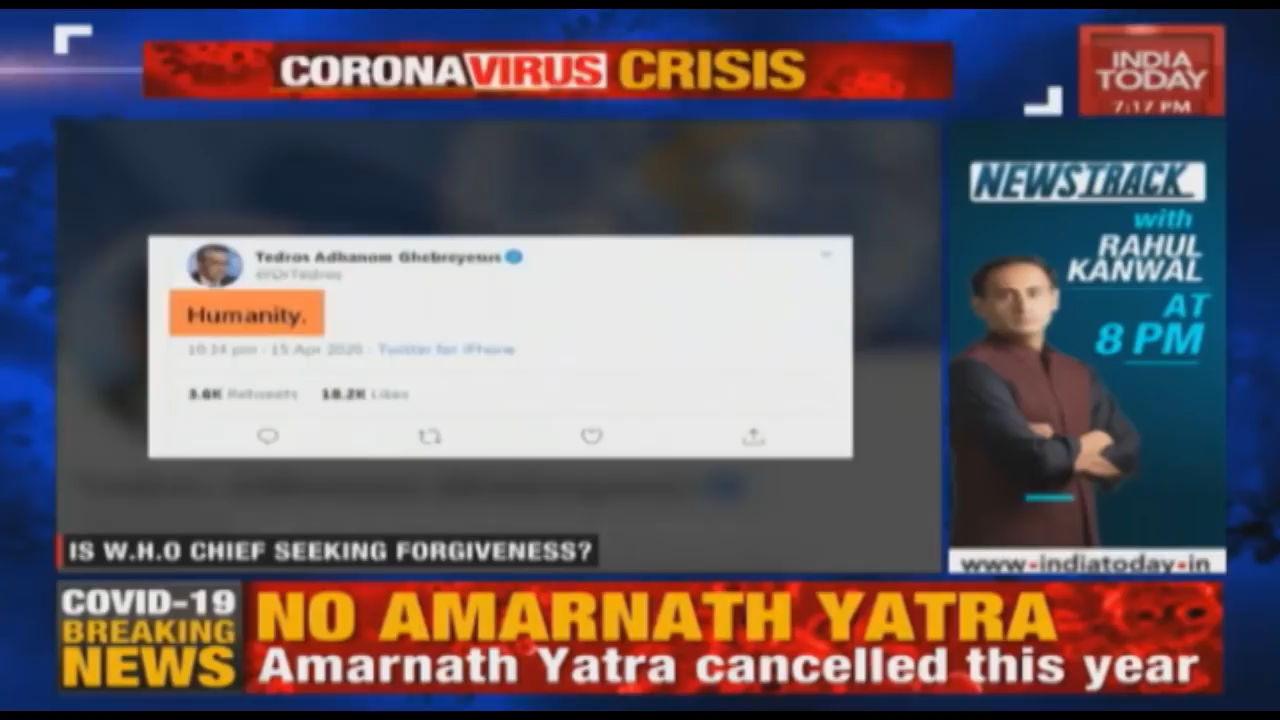 CORONAVIRUS CRISIS
INDIA
TODAY
7:17 PM
Tedros Adhanom Ghebreyesus
@DrTedros
Humanity.
10:14 pm · 15 Apr 2020 · Twitter for iPhone
3.6K Retweets 18.2K Likes
NEWSTRACK
with
RAHUL
KANWAL
AT
8 PM
www.indiatoday.in
IS W.H.O CHIEF SEEKING FORGIVENESS?
COVID-19
BREAKING
NEWS
NO AMARNATH YATRA
Amarnath Yatra cancelled this year